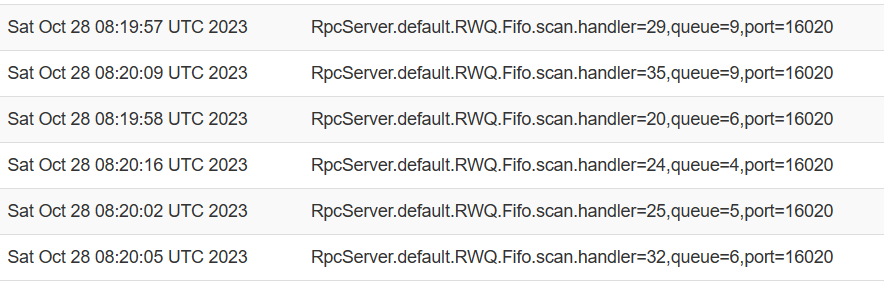 Sat Oct 28 08:19:57 UTC 2023 RpcServer.default.RWQ.Fifo.scan.handler=29,queue=9,port=16020
Sat Oct 28 08:20:09 UTC 2023 RpcServer.default.RWQ.Fifo.scan.handler=35,queue=9,port=16020
Sat Oct 28 08:19:58 UTC 2023 RpcServer.default.RWQ.Fifo.scan.handler=20,queue=6,port=16020
Sat Oct 28 08:20:16 UTC 2023 RpcServer.default.RWQ.Fifo.scan.handler=24,queue=4,port=16020
Sat Oct 28 08:20:02 UTC 2023 RpcServer.default.RWQ.Fifo.scan.handler=25,queue=5,port=16020
Sat Oct 28 08:20:05 UTC 2023 RpcServer.default.RWQ.Fifo.scan.handler=32,queue=6,port=16020